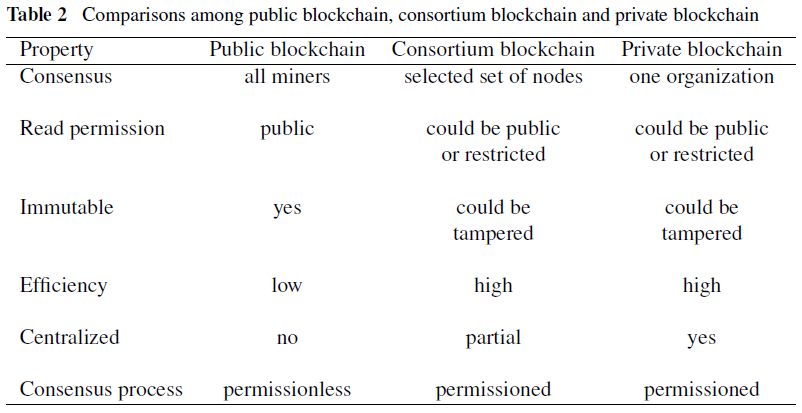 Table 2 Comparisons among public blockchain, consortium blockchain and private blockchain
Property Public blockchain Consortium blockchain Private blockchain
Consensus all miners selected set of nodes one organization
Read permission public could be public could be public
or restricted or restricted
Immutable yes could be could be
tampered tampered
Efficiency low high high
Centralized no partial yes
Consensus process permissionless permissioned permissioned